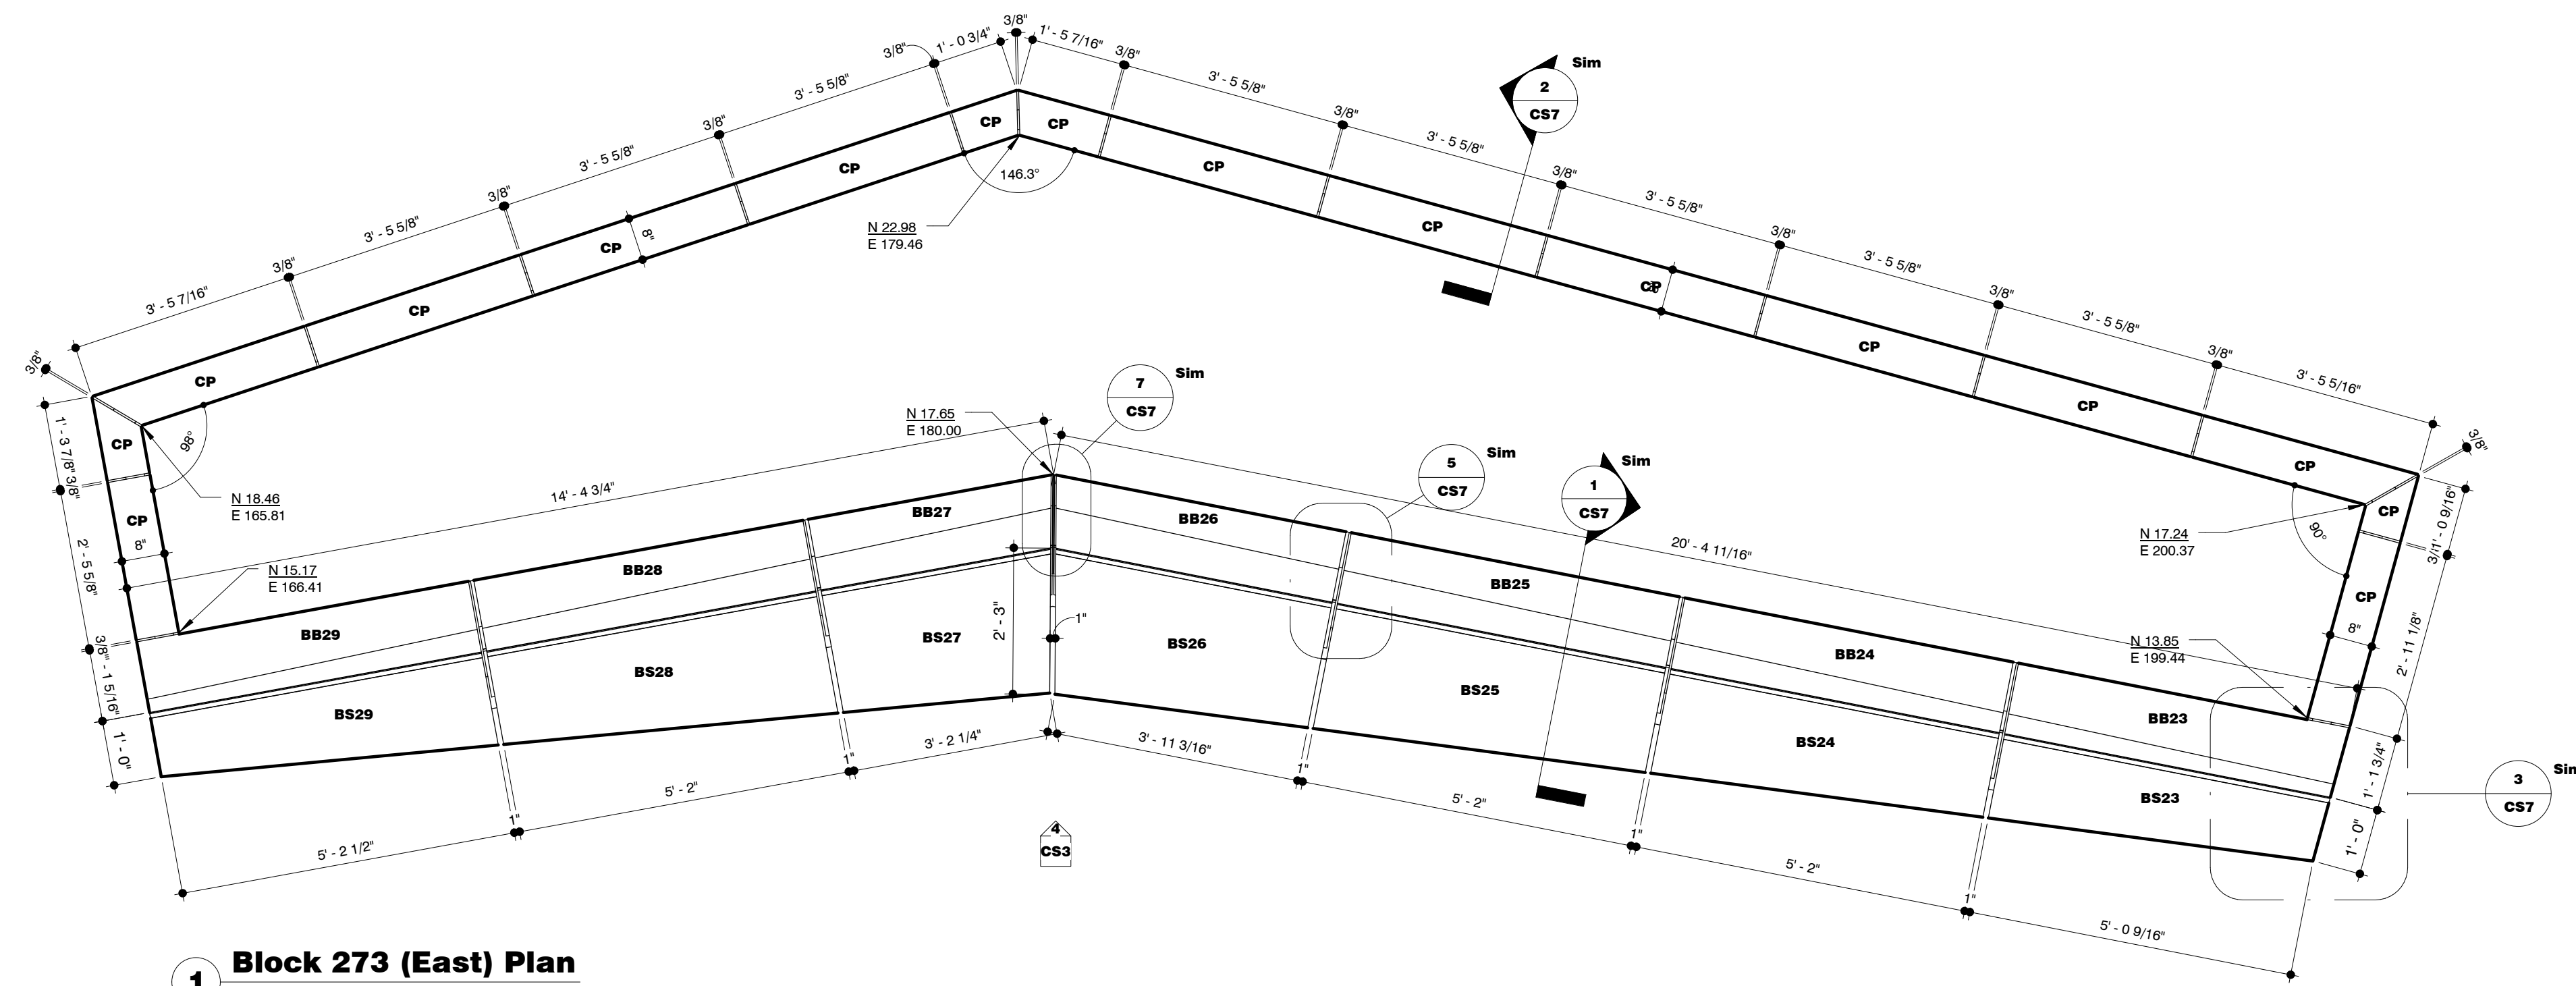 3/8"
3/8"
1' - 0 3/4"
1' - 5 7/16"
3/8"
3' - 5 5/8"
3' - 5 5/8"
3/8"
3' - 5 5/8"
3/8"
3' - 5 5/8"
3/8"
3' - 5 7/16"
3/8"
3/8"
3' - 5 5/8"
3/8"
3' - 5 5/8"
3/8"
3' - 5 5/8"
3/8"
3' - 5 5/8"
3/8"
3' - 5 5/16"
3/8"
2
CS7
Sim
CP
CP
CP
CP
CP
CP
CP
CP
CP
CP
CP
CP
CP
8"
146.3°
N 22.98
E 179.46
CP
CP
8"
98°
1' - 3 7/8"
3/8"
2' - 5 5/8"
N 18.46
E 165.81
N 15.17
E 166.41
14' - 4 3/4"
N 17.65
E 180.00
7
CS7
Sim
5
CS7
Sim
1
CS7
Sim
20' - 4 11/16"
N 17.24
E 200.37
90°
CP
CP
8"
1' - 0 9/16"
2' - 11 1/8"
N 13.85
E 199.44
BB29
BB28
BB27
BB26
BB25
BB24
BB23
BS29
BS28
BS27
BS26
BS25
BS24
BS23
2' - 3"
1"
3/8"
1' - 0"
1' - 1 3/4"
1' - 0"
3
CS7
5' - 2 1/2"
1"
5' - 2"
1"
3' - 2 1/4"
3' - 11 3/16"
1"
5' - 2"
1"
5' - 2"
1"
5' - 0 9/16"
4
CS3
1
Block 273 (East) Plan